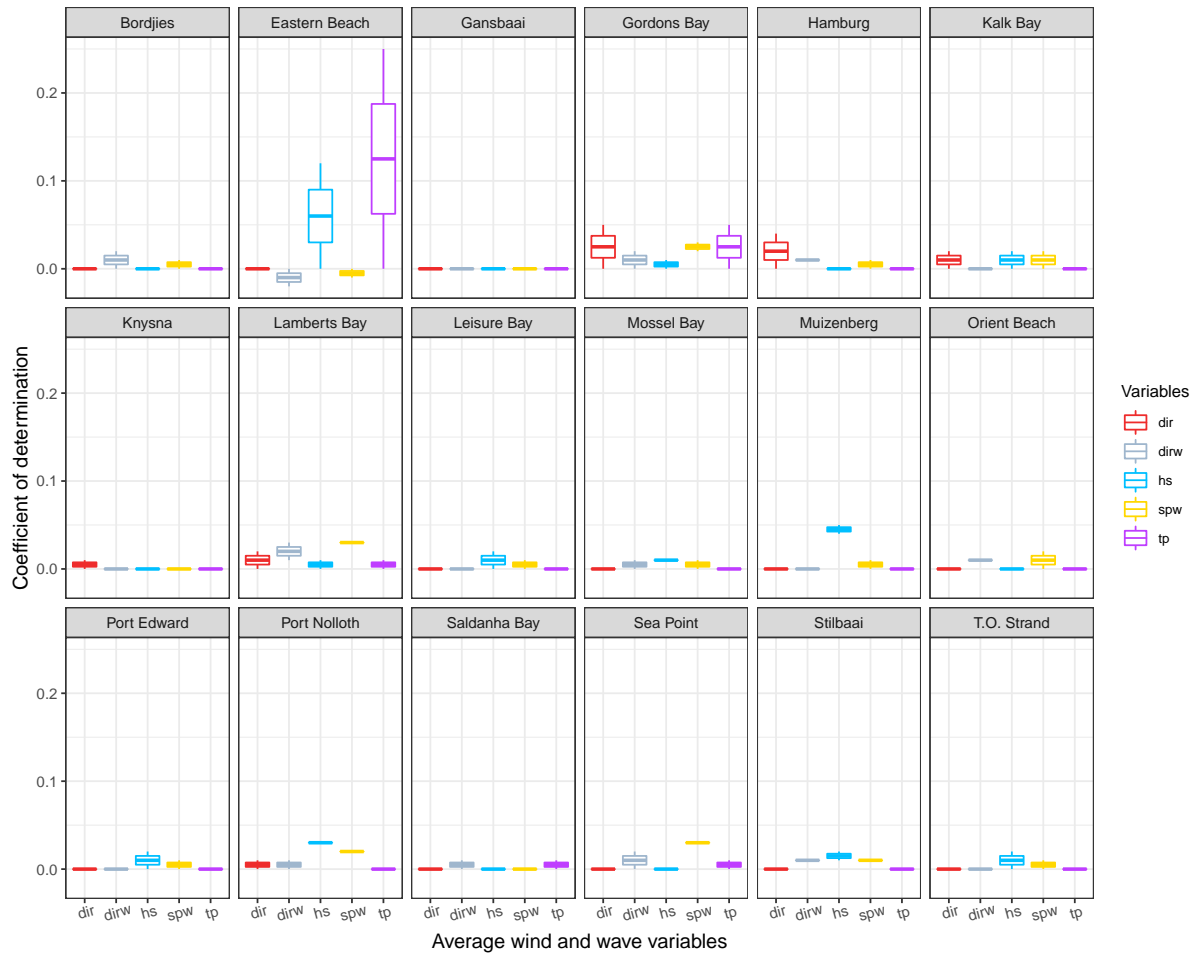 Bordjies Eastern Beach Gansbaai Gordons Bay Hamburg Kalk Bay
0.2
0.1
0.0
Knysna Lamberts Bay Leisure Bay Mossel Bay Muizenberg Orient Beach
0.2
0.1
0.0
Port Edward Port Nolloth Saldanha Bay Sea Point Stilbaai T.O. Strand
0.2
0.1
0.0
dir dirw hs spw tp dir dirw hs spw tp dir dirw hs spw tp dir dirw hs spw tp dir dirw hs spw tp dir dirw hs spw tp
Average wind and wave variables
Coefficient of determination
Variables
dir
dirw
hs
spw
tp